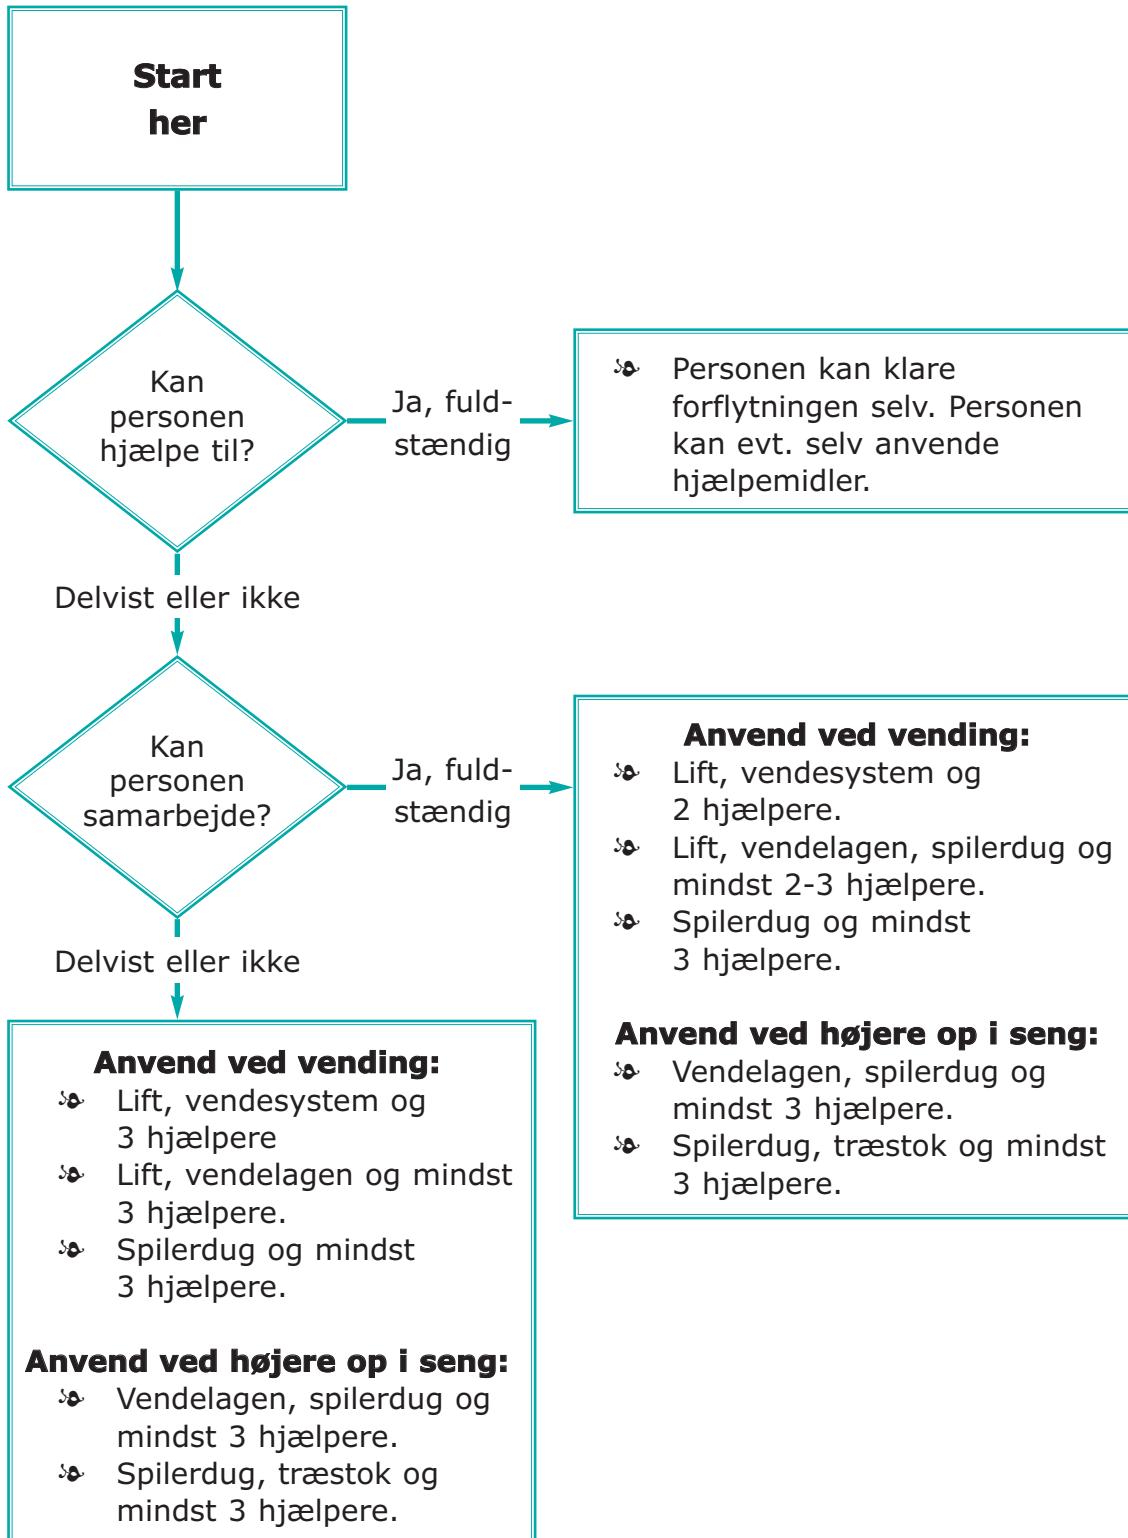 Start
her
Kan
personen
hjælpe til?
Ja, fuld-
stændig
❧ Personen kan klare
forflytningen selv. Personen
kan evt. selv anvende
hjælpemidler.
Delvist eller ikke
Kan
personen
samarbejde?
Ja, fuld-
stændig
Anvend ved vending:
❧ Lift, vendesystem og
2 hjælpere.
❧ Lift, vendelagen, spilerdug og
mindst 2-3 hjælpere.
❧ Spilerdug og mindst
3 hjælpere.
Anvend ved højere op i seng:
❧ Vendelagen, spilerdug og
mindst 3 hjælpere.
❧ Spilerdug, træstok og mindst
3 hjælpere.
Delvist eller ikke
Anvend ved vending:
❧ Lift, vendesystem og
3 hjælpere
❧ Lift, vendelagen og mindst
3 hjælpere.
❧ Spilerdug og mindst
3 hjælpere.
Anvend ved højere op i seng:
❧ Vendelagen, spilerdug og
mindst 3 hjælpere.
❧ Spilerdug, træstok og
mindst 3 hjælpere.